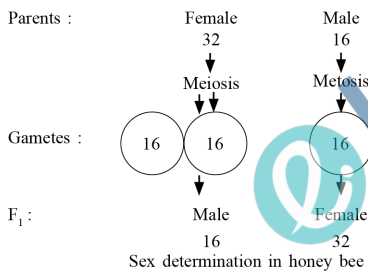 Parents : Female Male
32 16
Meiosis Metosis
Gametes : 16 16 16
F1 : Male Female
16 32
Sex determination in honey bee